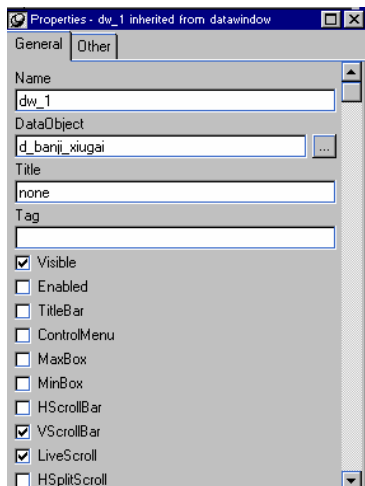 Properties - dw_1 inherited from datawindow
General Other
Name
dw_1
DataObject
d_banji_xiugai
...
Title
none
Tag
Visible
Enabled
TitleBar
ControlMenu
MaxBox
MinBox
HScrollBar
VScrollBar
LiveScroll
HSplitScroll